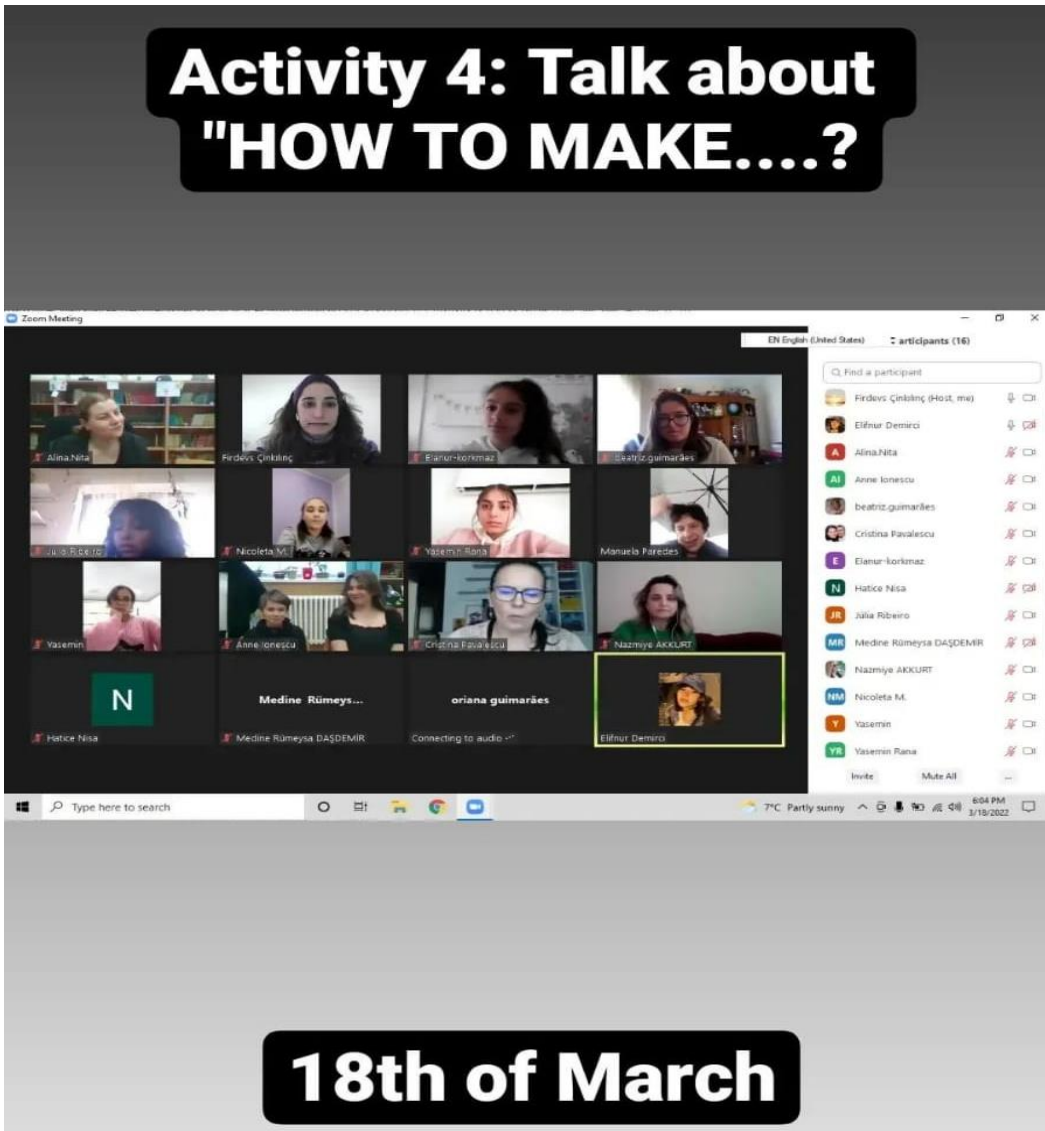 Activity 4: Talk about
"HOW TO MAKE....?
Zoom Meeting
EN English (United States)
articipants (16)
Find a participant
Firdevs Çinkılınç (Host, me)
Elifnur Demirci
A Alina.Nita
AI Anne Ionescu
beatriz.guimarães
Cristina Pavalescu
E Elanur-korkmaz
N Hatice Nisa
JR Júlia Ribeiro
MR Medine Rümeysa DAŞDEMİR
Nazmiye AKKURT
NM Nicoleta M.
Y Yasemin
YR Yasemin Rana
Invite Mute All ...
Alina.Nita
Firdevs Çinkılınç
Elanur-korkmaz
beatriz.guimarães
Júlia Ribeiro
Nicoleta M.
Yasemin Rana
Manuela Paredes
Yasemin
Anne Ionescu
Cristina Pavalescu
Nazmiye AKKURT
N
Medine Rümeys...
oriana guimarães
Hatice Nisa
Medine Rümeysa DAŞDEMİR
Connecting to audio
Elifnur Demirci
Type here to search
7°C Partly sunny
6:04 PM
3/18/2022
18th of March